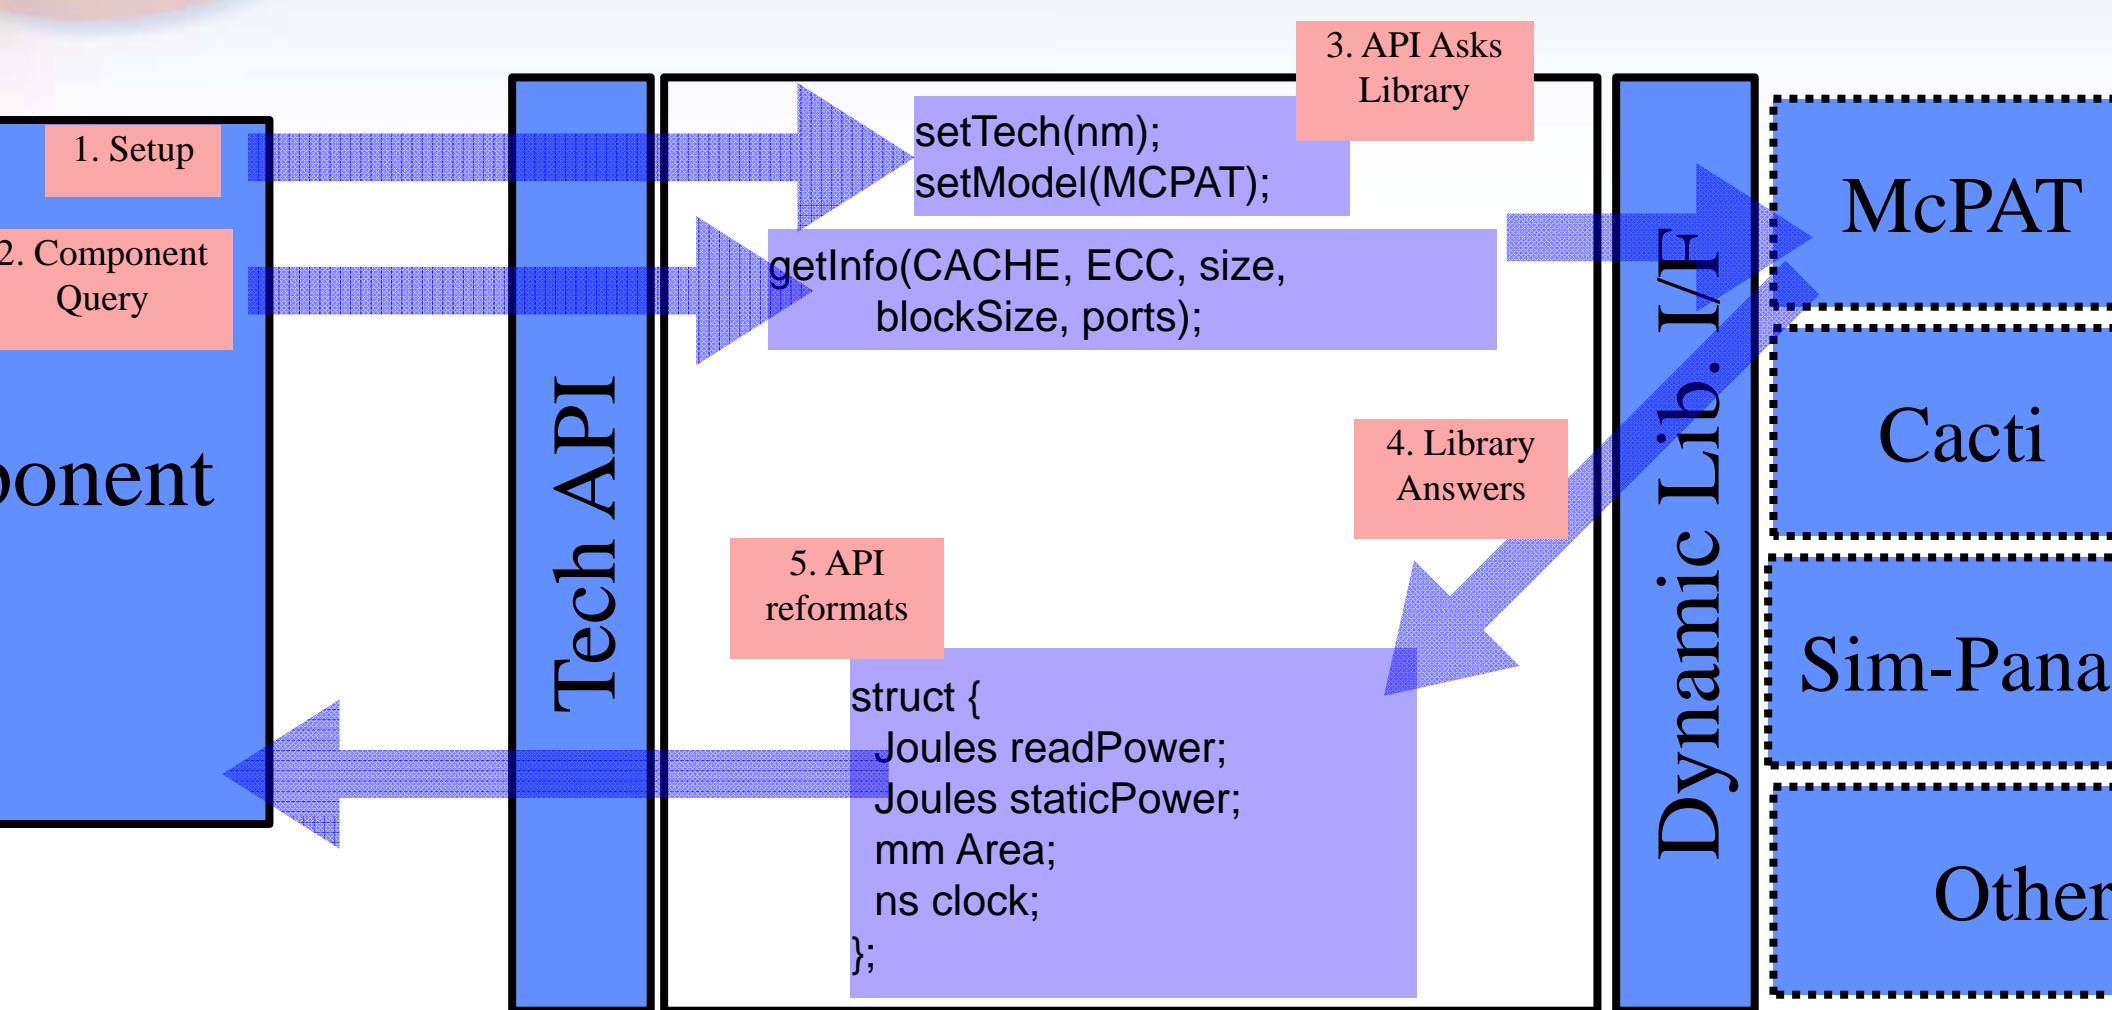 1. Setup
2. Component
Query
ponent
Tech API
3. API Asks
Library
setTech(nm);
setModel(MCPAT);
getInfo(CACHE, ECC, size,
blockSize, ports);
4. Library
Answers
5. API
reformats
struct {
Joules readPower;
Joules staticPower;
mm Area;
ns clock;
};
Dynamic Lib. I/F
McPAT
Cacti
Sim-Pana
Other